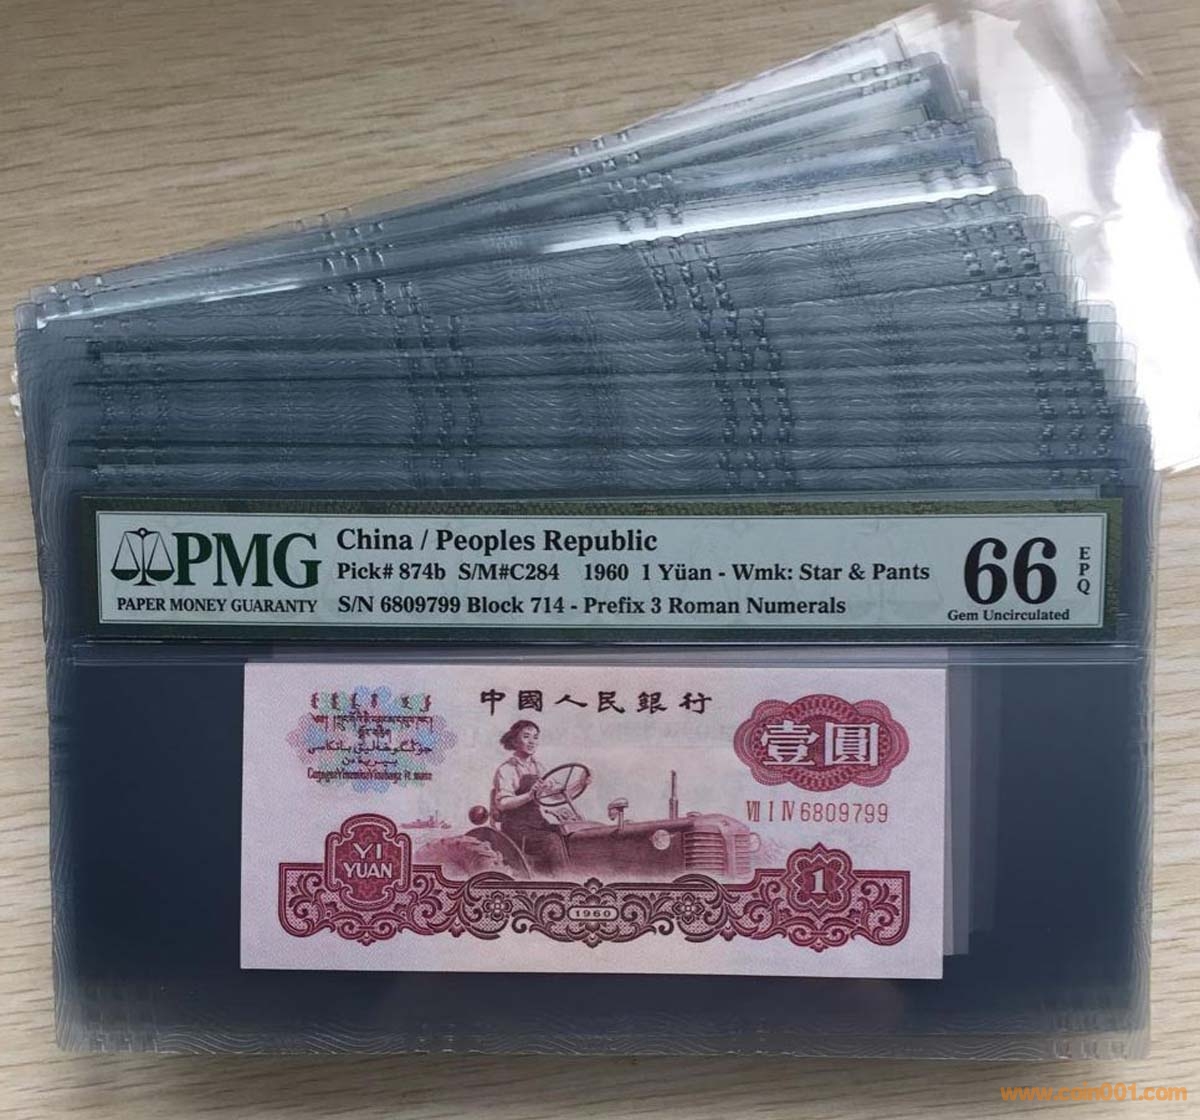 PMG
PAPER MONEY GUARANTY
China / Peoples Republic
Pick# 874b S/M#C284 1960 1 Yüan - Wmk: Star & Pants
S/N 6809799 Block 714 - Prefix 3 Roman Numerals
66
EPQ
Gem Uncirculated
中國人民銀行
壹圓
VII I IV 6809799
YI
YUAN
1960
1
www.coin001.com